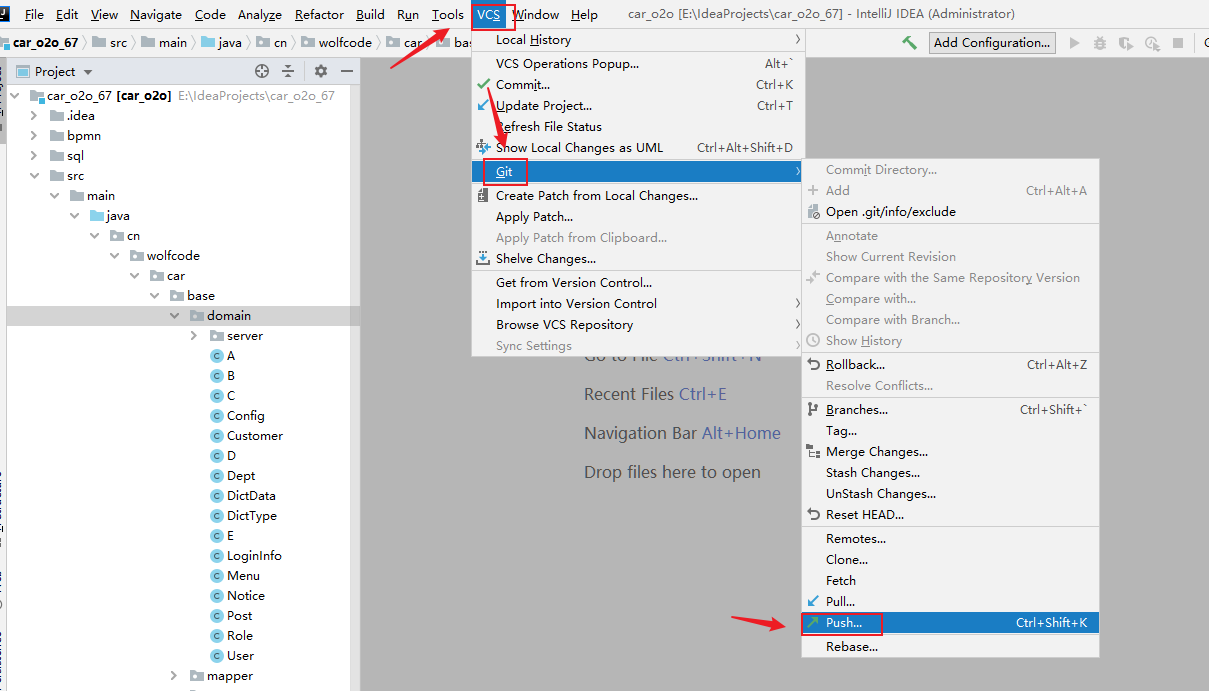 File Edit View Navigate Code Analyze Refactor Build Run Tools VCS Window Help car_o2o [E:\IdeaProjects\car_o2o_67] - IntelliJ IDEA (Administrator)
car_o2o_67 src main java cn wolfcode car Add Configuration...
Project
car_o2o_67 [car_o2o] E:\IdeaProjects\car_o2o_67
.idea
bpmn
sql
src
main
java
cn
wolfcode
car
base
domain
server
A
B
C
Config
Customer
D
Dept
DictData
DictType
E
LoginInfo
Menu
Notice
Post
Role
User
mapper
Local History
VCS Operations Popup... Alt+`
Commit... Ctrl+K
Update Project... Ctrl+T
Refresh File Status
Show Local Changes as UML Ctrl+Alt+Shift+D
Git
Create Patch from Local Changes...
Apply Patch...
Apply Patch from Clipboard...
Shelve Changes...
Get from Version Control...
Import into Version Control
Browse VCS Repository
Sync Settings
Go to File Ctrl+Shift+N
Recent Files Ctrl+E
Navigation Bar Alt+Home
Drop files here to open
Commit Directory...
Add Ctrl+Alt+A
Open .git/info/exclude
Annotate
Show Current Revision
Compare with the Same Repository Version
Compare with...
Compare with Branch...
Show History
Rollback... Ctrl+Alt+Z
Resolve Conflicts...
Branches... Ctrl+Shift+`
Tag...
Merge Changes...
Stash Changes...
UnStash Changes...
Reset HEAD...
Remotes...
Clone...
Fetch
Pull...
Push... Ctrl+Shift+K
Rebase...